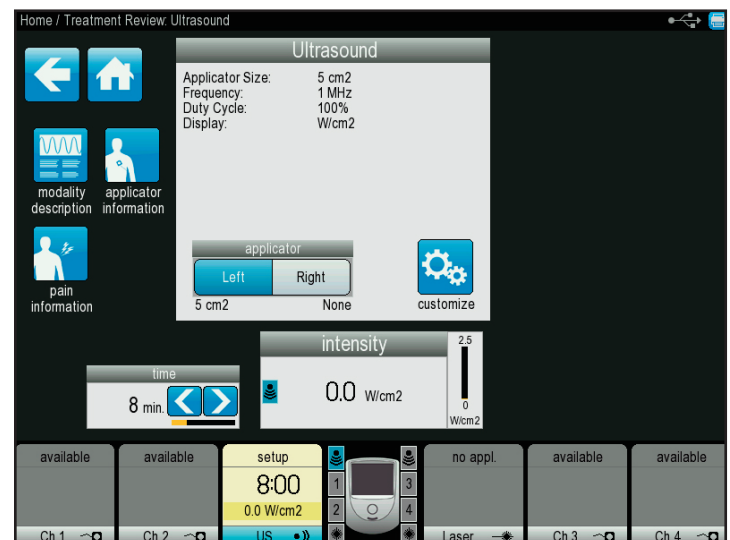 Home / Treatment Review: Ultrasound
Ultrasound
Applicator Size: 5 cm2
Frequency: 1 MHz
Duty Cycle: 100%
Display: W/cm2
modality description
applicator information
pain information
applicator
Left Right
5 cm2 None
customize
intensity
0.0 W/cm2
2.5
0
W/cm2
time
8 min.
available available setup no appl. available available
8:00
0.0 W/cm2
1 3
2 4
Ch 1 Ch 2 US Laser Ch 3 Ch 4